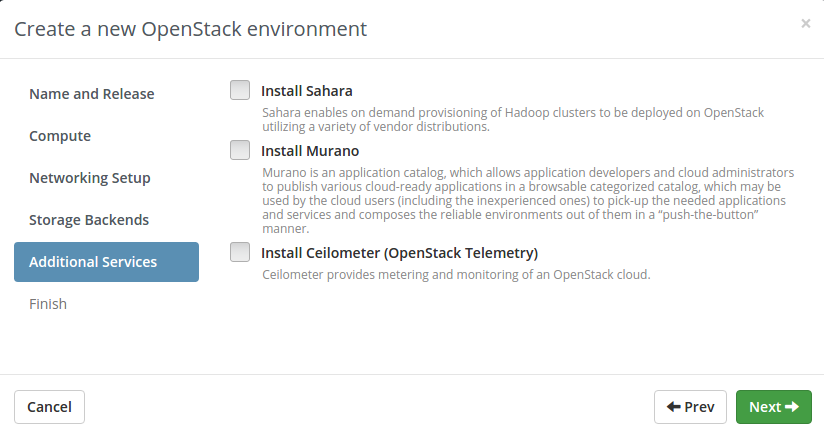 Create a new OpenStack environment
×
Name and Release
Compute
Networking Setup
Storage Backends
Additional Services
Finish
Install Sahara
Sahara enables on demand provisioning of Hadoop clusters to be deployed on OpenStack
utilizing a variety of vendor distributions.
Install Murano
Murano is an application catalog, which allows application developers and cloud administrators
to publish various cloud-ready applications in a browsable categorized catalog, which may be
used by the cloud users (including the inexperienced ones) to pick-up the needed applications
and services and composes the reliable environments out of them in a “push-the-button”
manner.
Install Ceilometer (OpenStack Telemetry)
Ceilometer provides metering and monitoring of an OpenStack cloud.
Cancel
Prev
Next